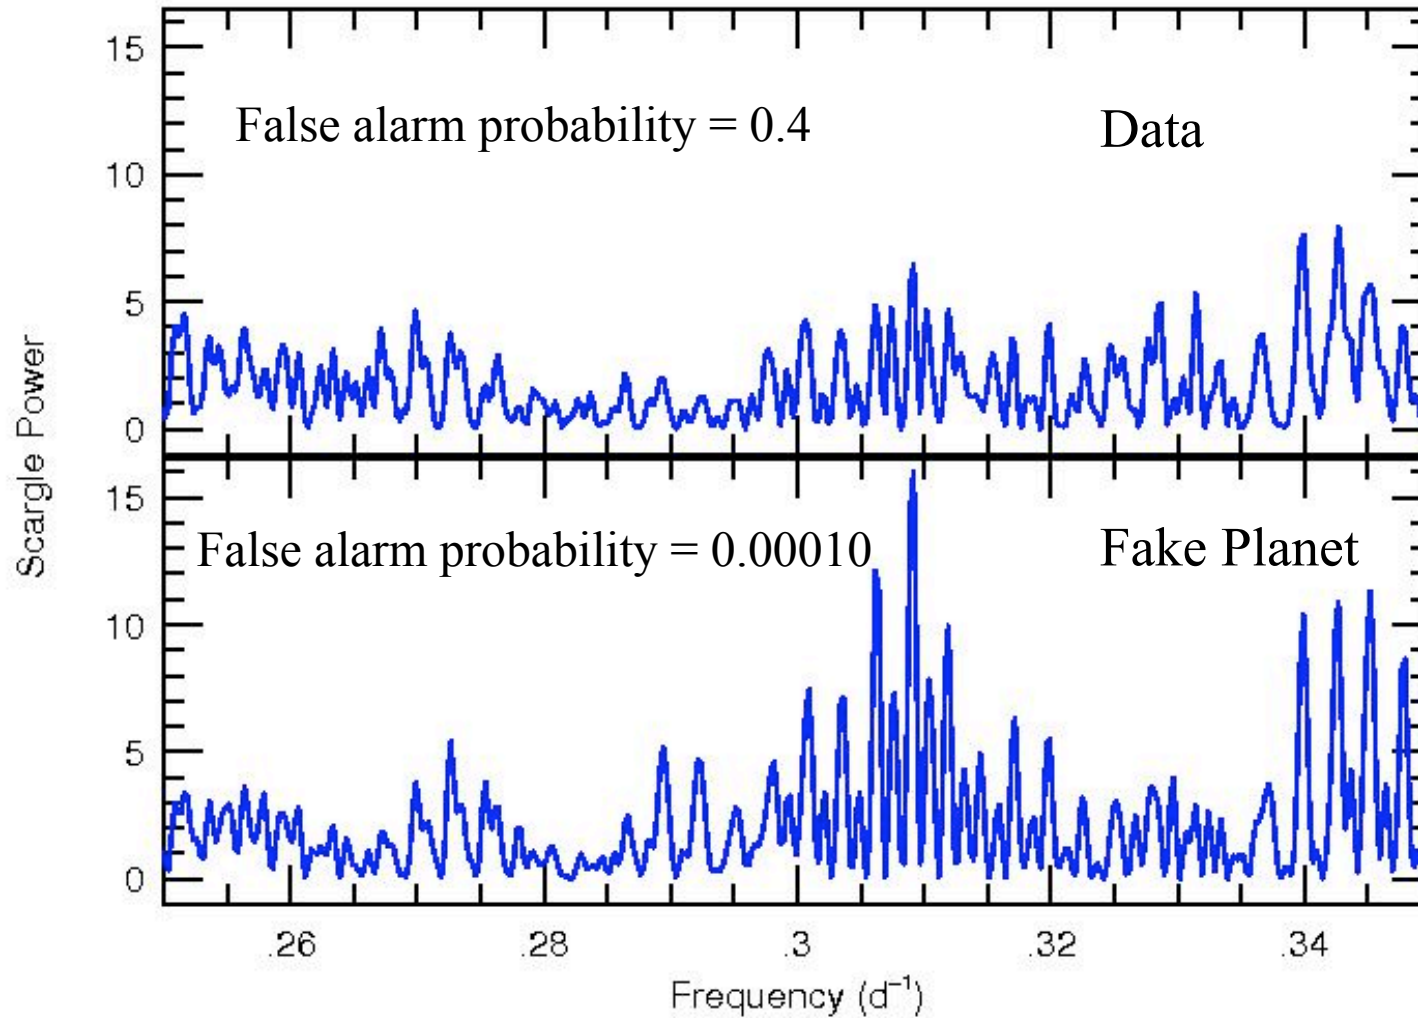 15
False alarm probability = 0.4
Data
10
5
0
Scargle Power
15
False alarm probability = 0.00010
Fake Planet
10
5
0
.26
.28
.3
.32
.34
Frequency (d⁻¹)